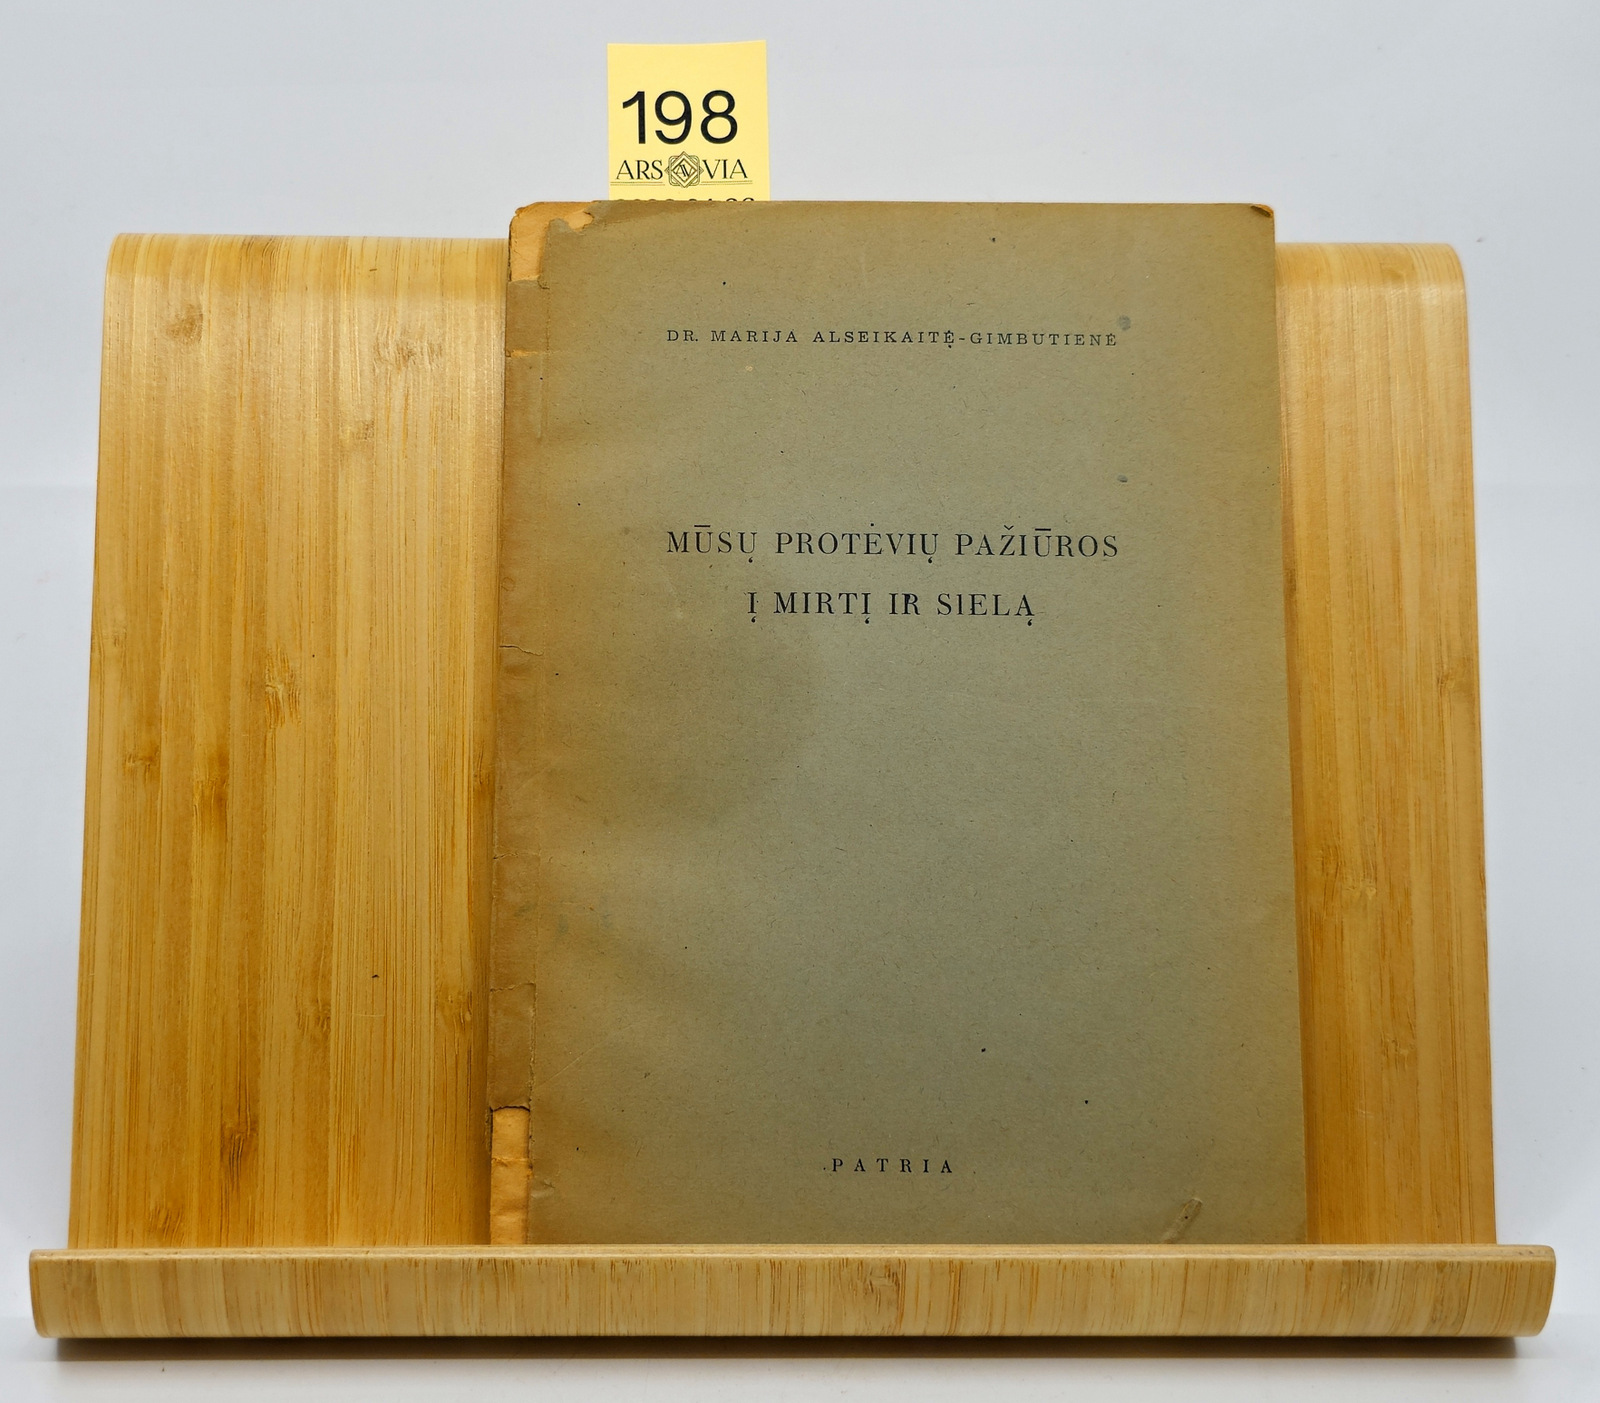 198
ARS VIA
DR. MARIJA ALSEIKAITĖ-GIMBUTIENĖ
MŪSŲ PROTĖVIŲ PAŽIŪROS
Į MIRTĮ IR SIELĄ
PATRIA